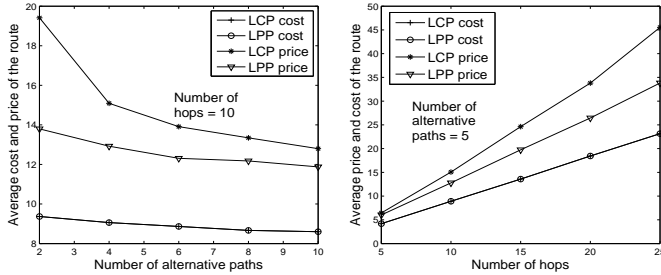 Average cost and price of the route
20
18
16
14
12
10
8
2
3
4
5
6
7
8
9
10
Number of alternative paths
LCP cost
LPP cost
LCP price
LPP price
Number of
hops = 10
Average price and cost of the route
50
45
40
35
30
25
20
15
10
5
0
5
10
15
20
25
Number of hops
LCP cost
LPP cost
LCP price
LPP price
Number of
alternative
paths = 5